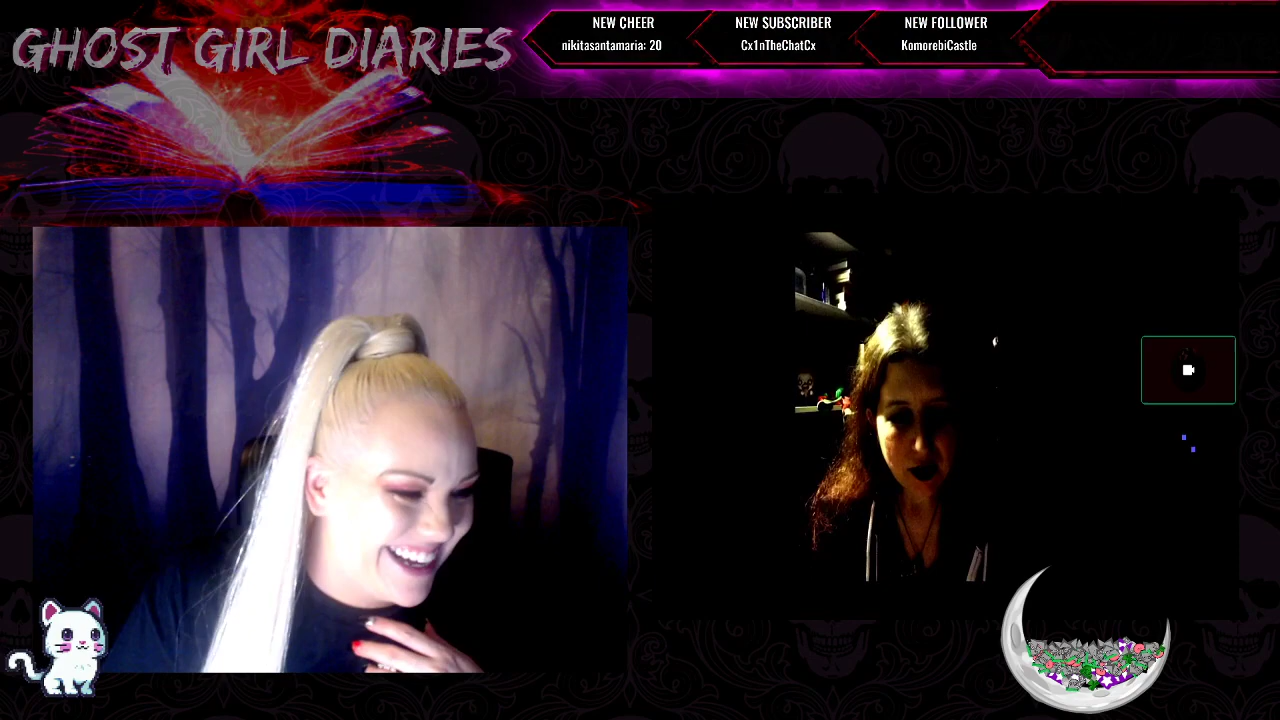 GHOST GIRL DIARIES
NEW CHEER
nikitasantamaria: 20
NEW SUBSCRIBER
Cx1nTheChatCx
NEW FOLLOWER
KomorebiCastle